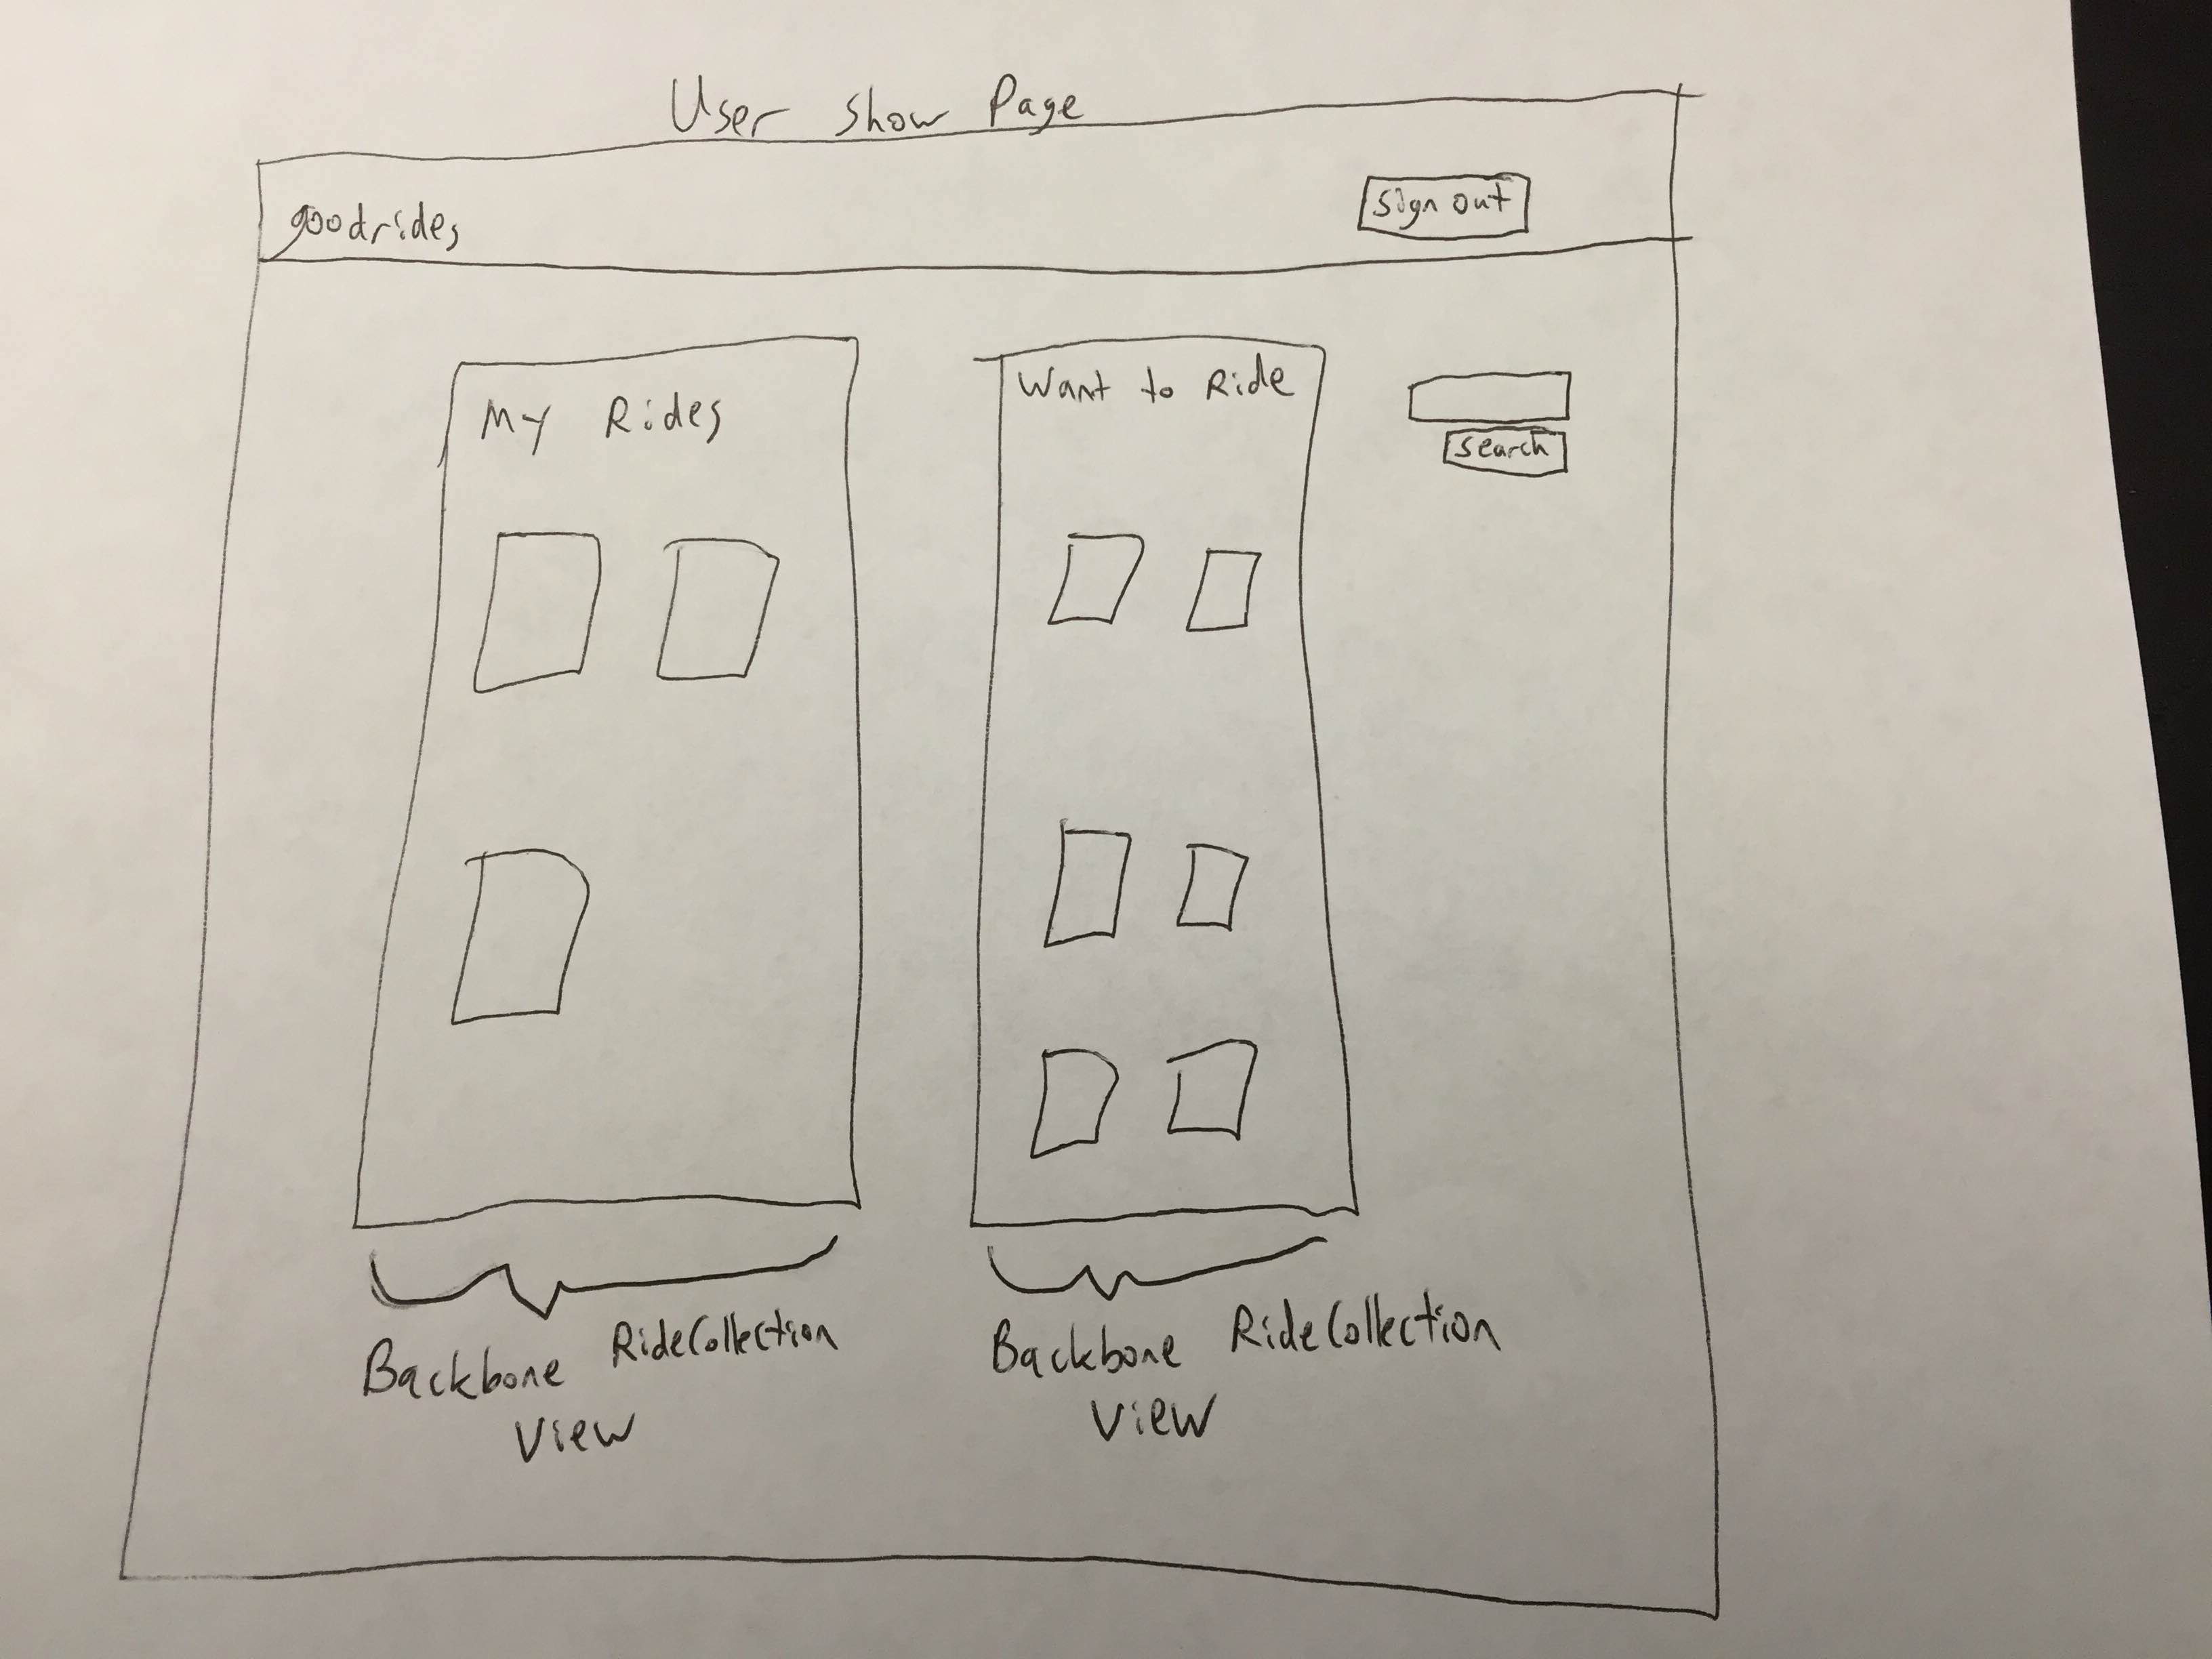 User Show Page
goodrides
Sign out
My Rides
Want to Ride
Search
Backbone RideCollection
View
Backbone RideCollection
View